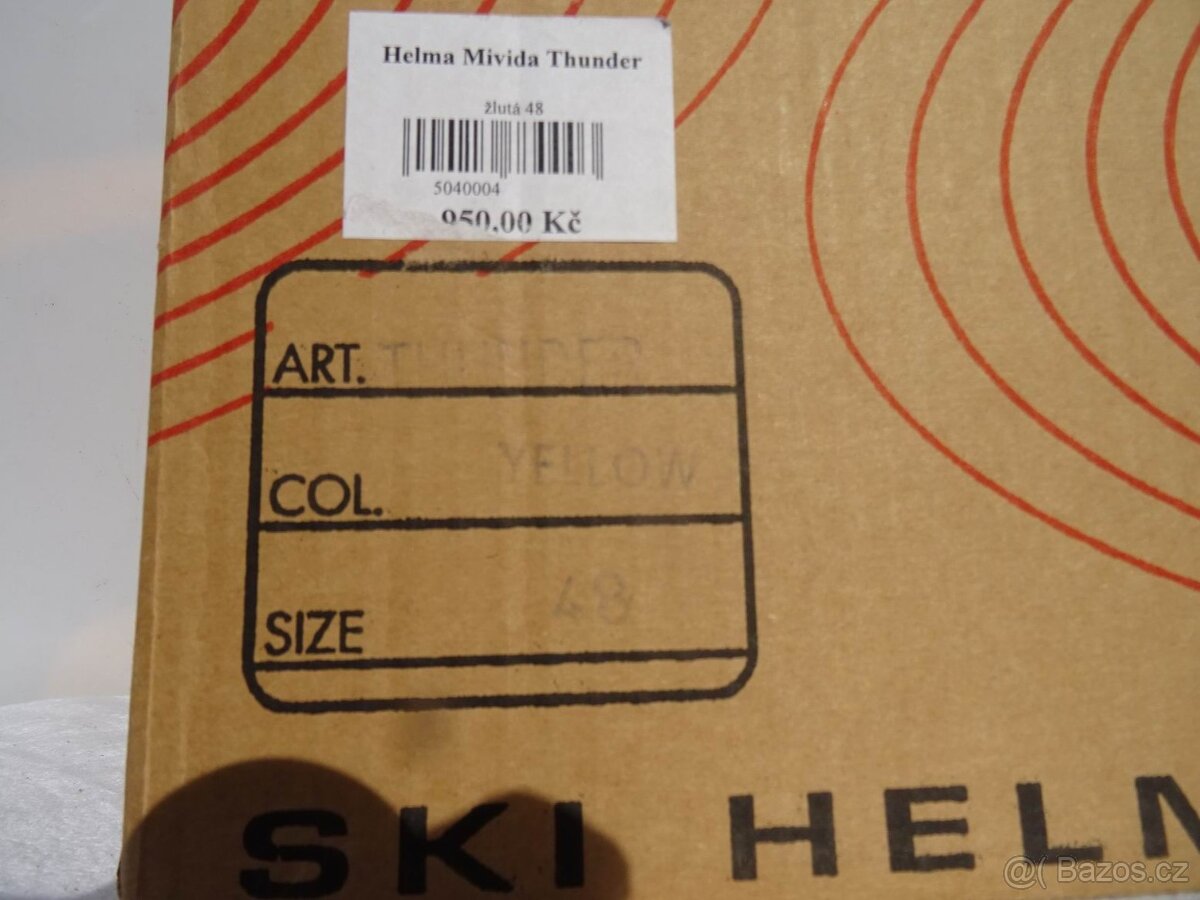 Helma Mivida Thunder
žlutá 48
5040004
950,00 Kč
ART. THUNDER
COL. YELLOW
SIZE 48
SKI HELM
@( Bazos.cz